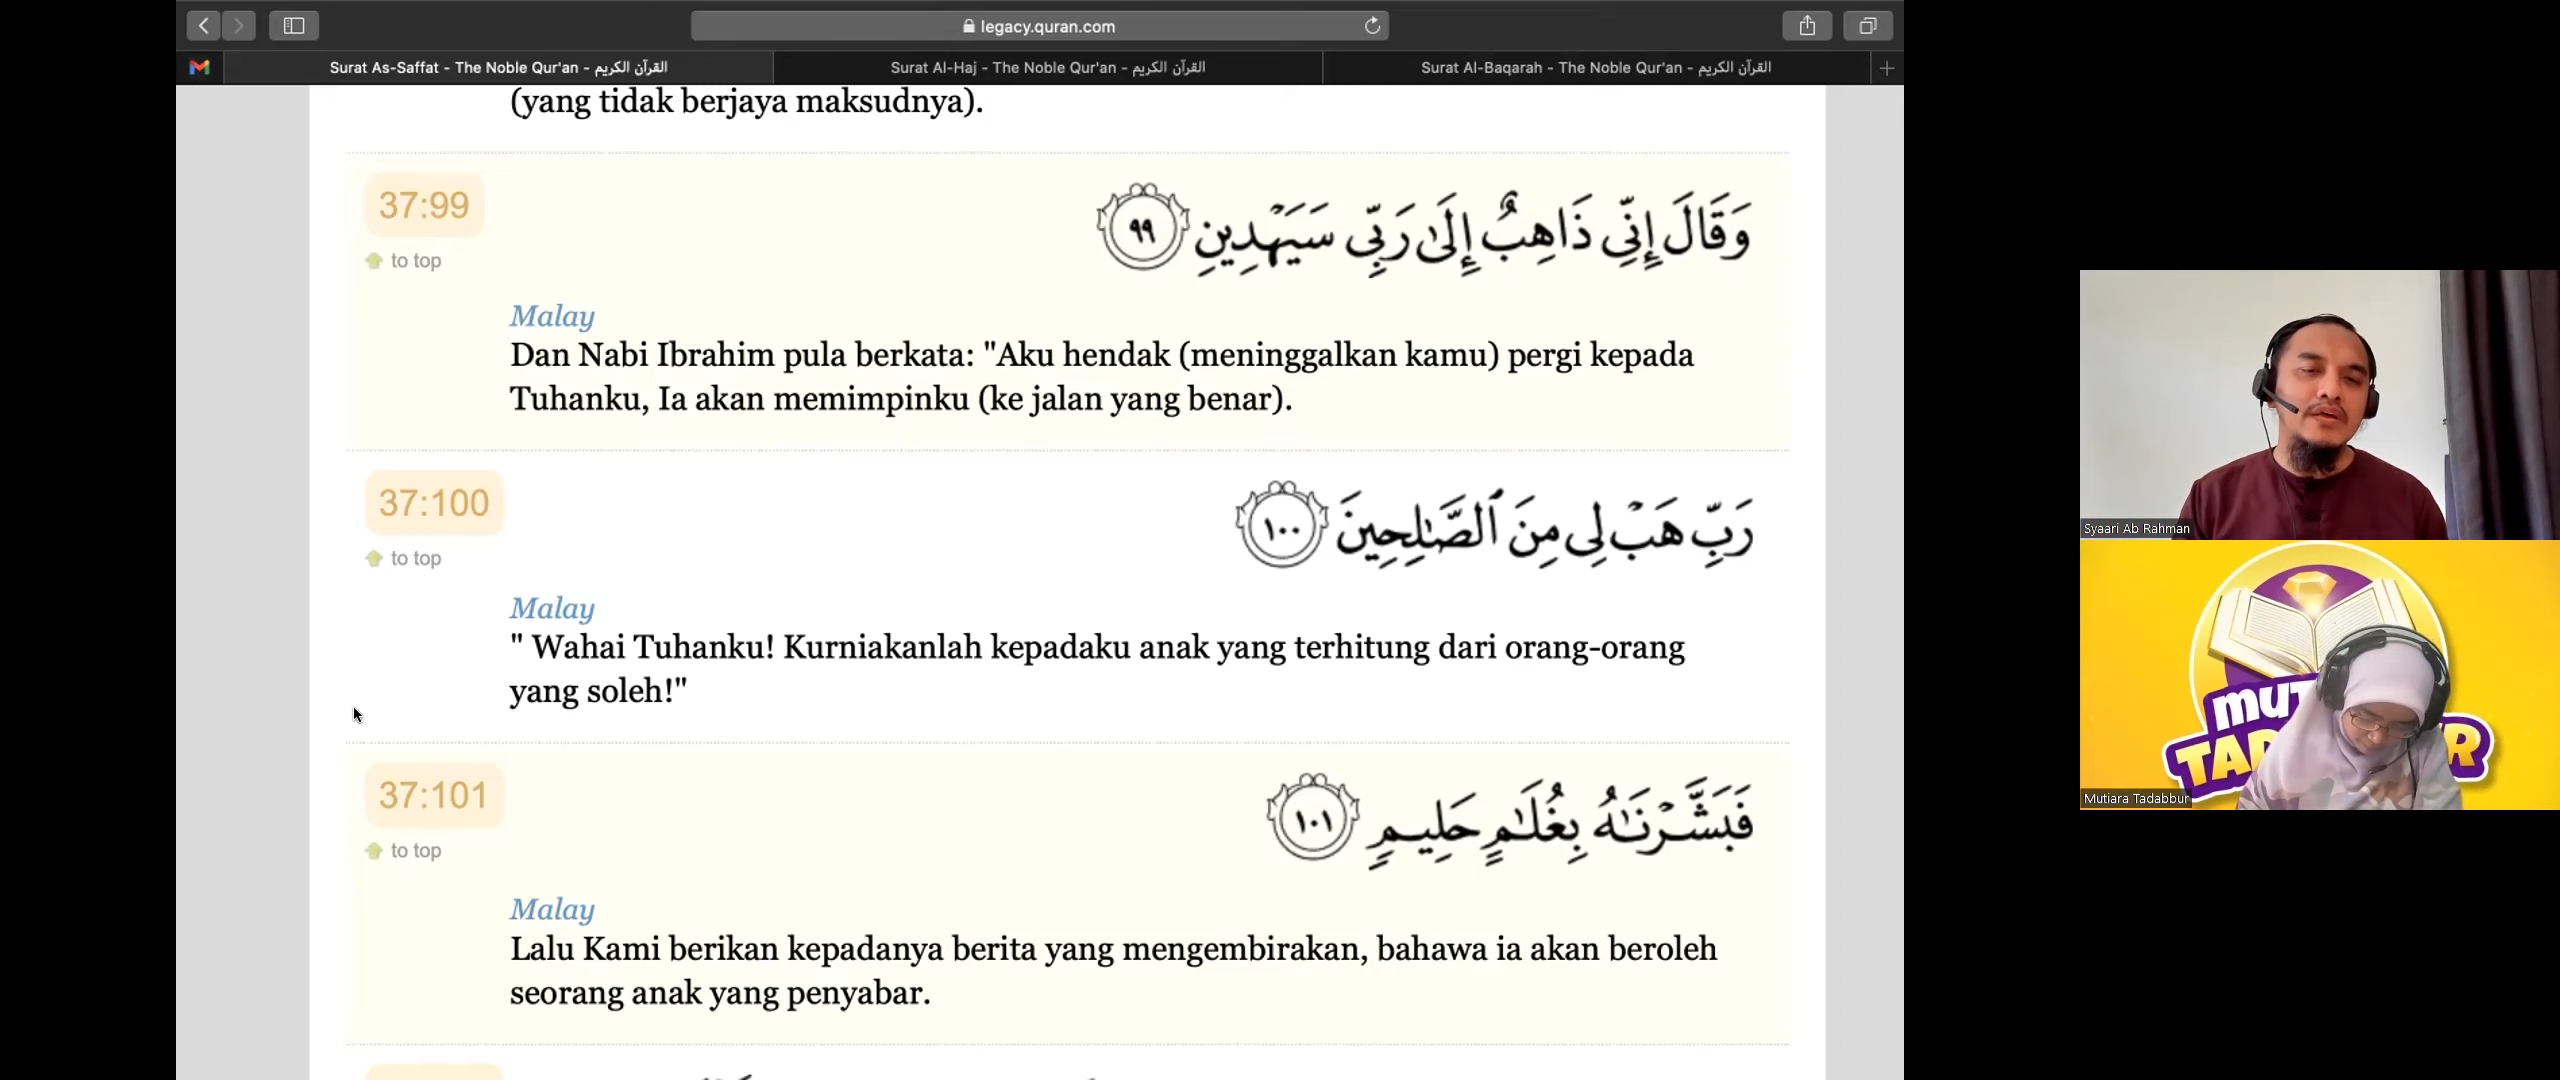 legacy.quran.com
Surat As-Saffat - The Noble Qur'an - القرآن الكريم
Surat Al-Haj - The Noble Qur'an - القرآن الكريم
Surat Al-Baqarah - The Noble Qur'an - القرآن الكريم
(yang tidak berjaya maksudnya).
37:99
وَقَالَ إِنِّى ذَاهِبٌ إِلَىٰ رَبِّى سَيَهْدِينِ ٩٩
to top
Malay
Dan Nabi Ibrahim pula berkata: "Aku hendak (meninggalkan kamu) pergi kepada
Tuhanku, Ia akan memimpinku (ke jalan yang benar).
37:100
رَبِّ هَبْ لِى مِنَ ٱلصَّـٰلِحِينَ ١٠٠
to top
Malay
" Wahai Tuhanku! Kurniakanlah kepadaku anak yang terhitung dari orang-orang
yang soleh!"
37:101
فَبَشَّرْنَـٰهُ بِغُلَـٰمٍ حَلِيمٍ ١٠١
to top
Malay
Lalu Kami berikan kepadanya berita yang mengembirakan, bahawa ia akan beroleh
seorang anak yang penyabar.
Syaari Ab Rahman
Mutiara Tadabbur